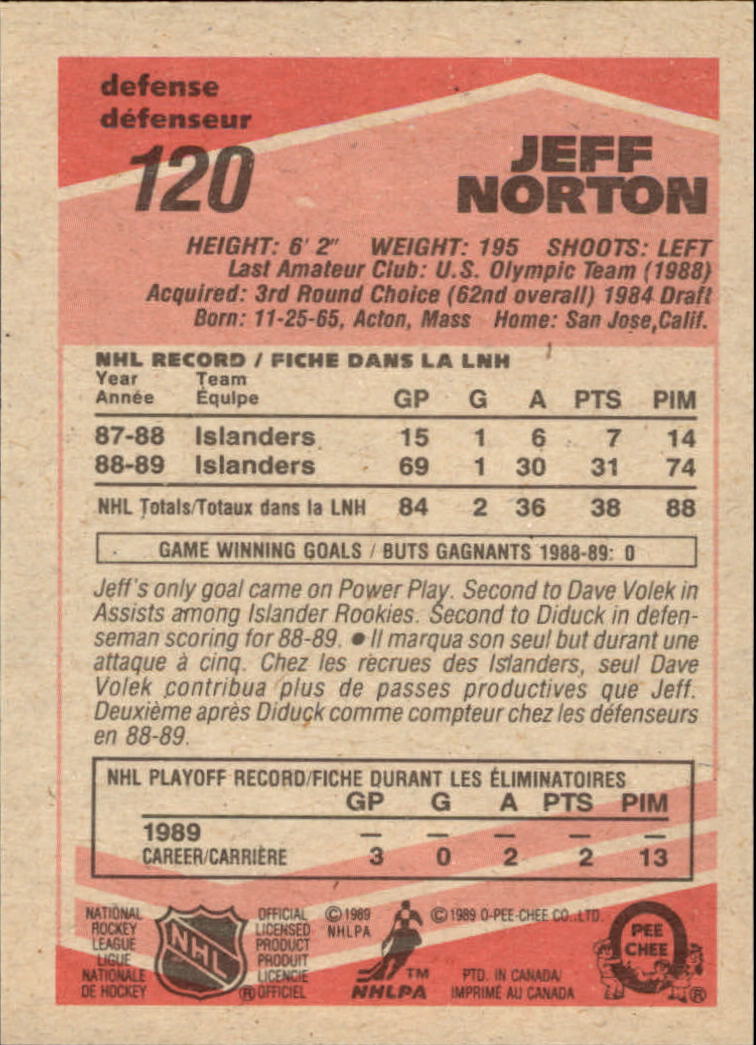 defense
défenseur
120
JEFF
NORTON
HEIGHT: 6' 2" WEIGHT: 195 SHOOTS: LEFT
Last Amateur Club: U.S. Olympic Team (1988)
Acquired: 3rd Round Choice (62nd overall) 1984 Draft
Born: 11-25-65, Acton, Mass Home: San Jose, Calif.
NHL RECORD / FICHE DANS LA LNH
Year Team
Année Équipe GP G A PTS PIM
87-88 Islanders 15 1 6 7 14
88-89 Islanders 69 1 30 31 74
NHL Totals/Totaux dans la LNH 84 2 36 38 88
GAME WINNING GOALS / BUTS GAGNANTS 1988-89: 0
Jeff's only goal came on Power Play. Second to Dave Volek in
Assists among Islander Rookies. Second to Diduck in defen-
seman scoring for 88-89. ● Il marqua son seul but durant une
attaque à cinq. Chez les recrues des Islanders, seul Dave
Volek contribua plus de passes productives que Jeff.
Deuxième après Diduck comme compteur chez les défenseurs
en 88-89.
NHL PLAYOFF RECORD/FICHE DURANT LES ÉLIMINATOIRES
GP G A PTS PIM
1989 — — — — —
CAREER/CARRIÈRE 3 0 2 2 13
NATIONAL
HOCKEY
LEAGUE
LIGUE
NATIONALE
DE HOCKEY
NHL
OFFICIAL
LICENSED
PRODUCT
PRODUIT
LICENCIE
® OFFICIEL
© 1989
NHLPA
TM
NHLPA
© 1989 O-PEE-CHEE CO., LTD.
PTD. IN CANADA/
IMPRIMÉ AU CANADA
PEE
CHEE
®